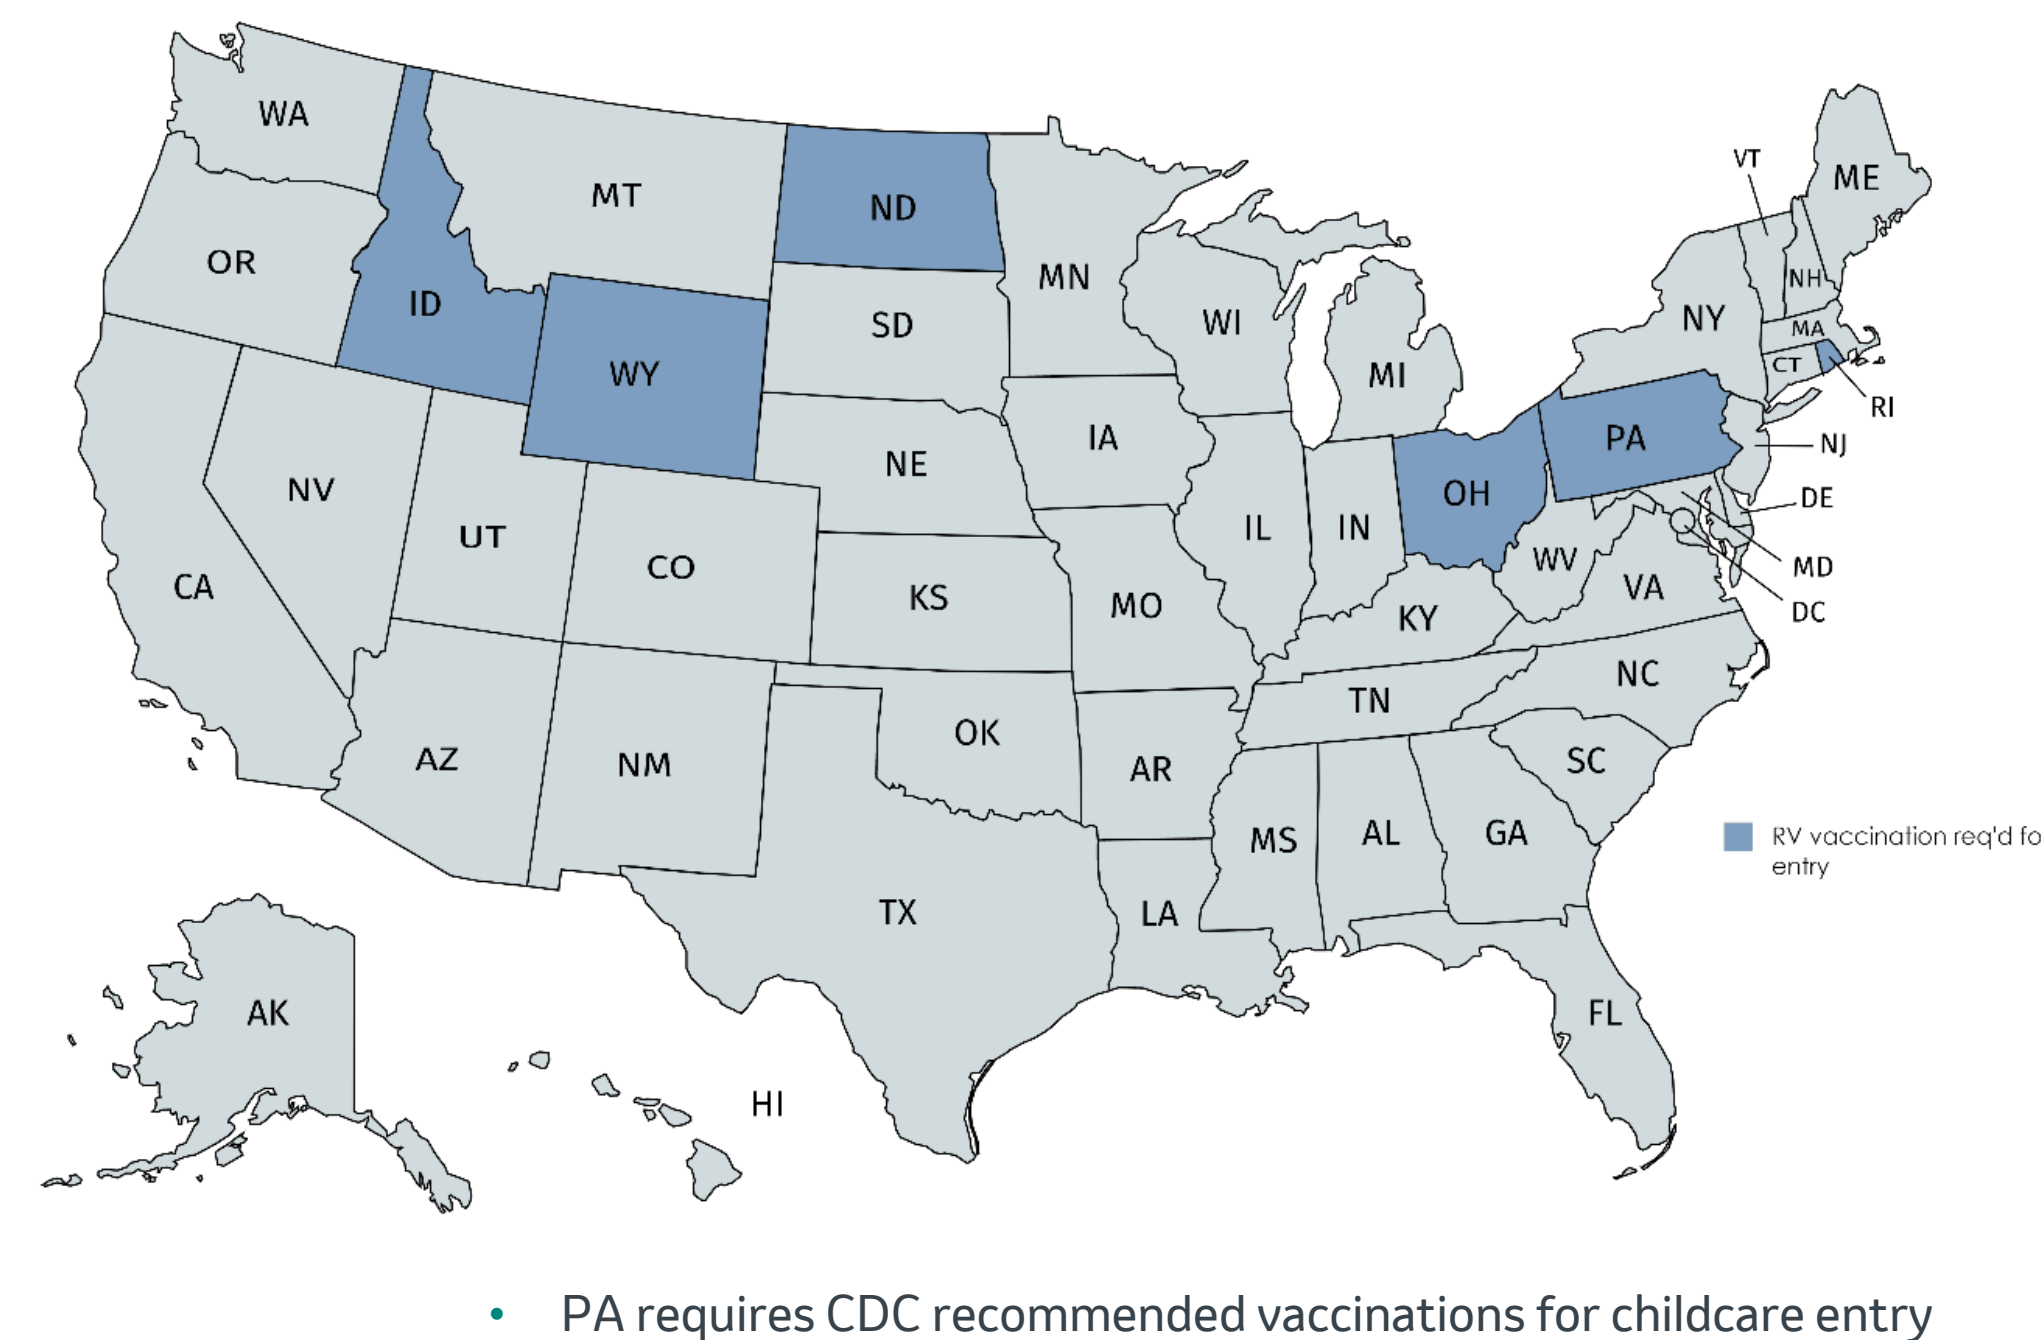 WA
MT
ND
VT
ME
OR
ID
MN
NH
SD
WI
NY
MA
WY
MI
CT
RI
IA
PA
NJ
NE
NV
OH
DE
UT
IL
IN
CO
WV
MD
CA
KS
MO
VA
DC
KY
NC
TN
OK
AZ
NM
AR
SC
MS
AL
GA
RV vaccination req'd fo
entry
TX
LA
AK
FL
HI
• PA requires CDC recommended vaccinations for childcare entry